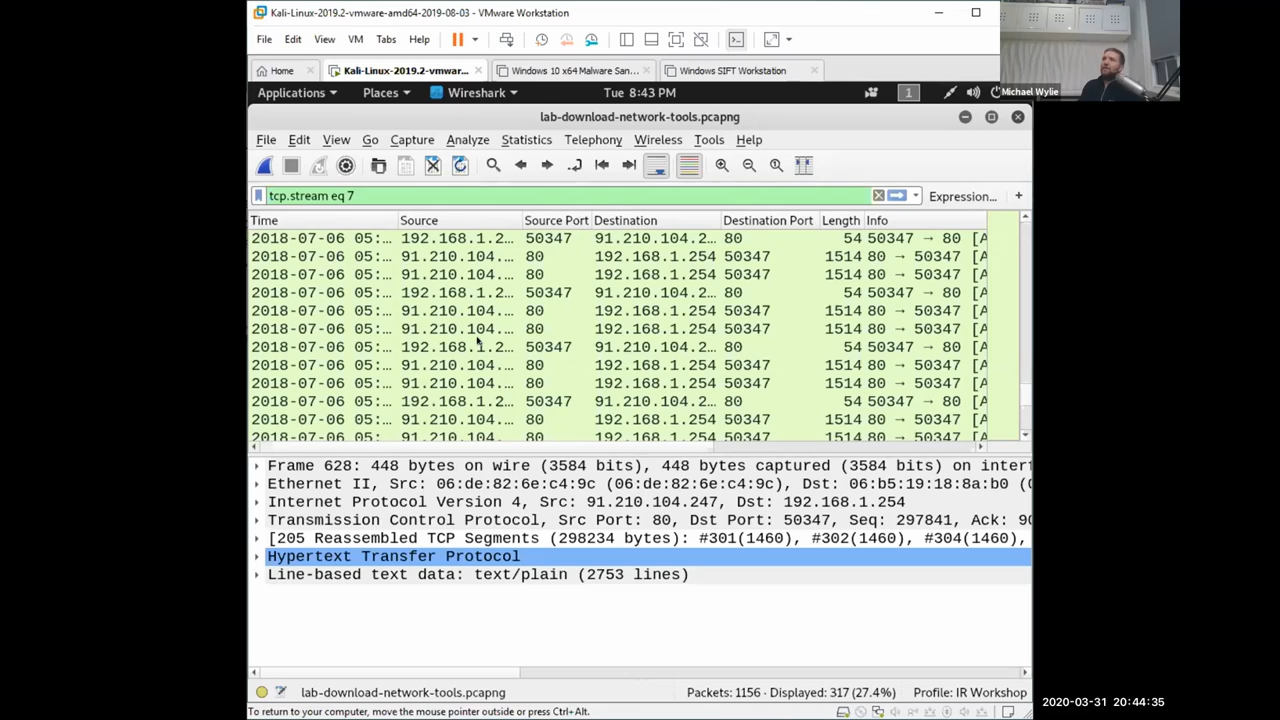 Kali-Linux-2019.2-vmware-amd64-2019-08-03 - VMware Workstation
File Edit View VM Tabs Help
Home Kali-Linux-2019.2-vmwar... Windows 10 x64 Malware San... Windows SIFT Workstation
Michael Wylie
Applications Places Wireshark Tue 8:43 PM 1
lab-download-network-tools.pcapng
File Edit View Go Capture Analyze Statistics Telephony Wireless Tools Help
tcp.stream eq 7 Expression... +
Time Source Source Port Destination Destination Port Length Info
2018-07-06 05:... 192.168.1.2... 50347 91.210.104.2... 80 54 50347 → 80 [A
2018-07-06 05:... 91.210.104.... 80 192.168.1.254 50347 1514 80 → 50347 [A
2018-07-06 05:... 91.210.104.... 80 192.168.1.254 50347 1514 80 → 50347 [A
2018-07-06 05:... 192.168.1.2... 50347 91.210.104.2... 80 54 50347 → 80 [A
2018-07-06 05:... 91.210.104.... 80 192.168.1.254 50347 1514 80 → 50347 [A
2018-07-06 05:... 91.210.104.... 80 192.168.1.254 50347 1514 80 → 50347 [A
2018-07-06 05:... 192.168.1.2... 50347 91.210.104.2... 80 54 50347 → 80 [A
2018-07-06 05:... 91.210.104.... 80 192.168.1.254 50347 1514 80 → 50347 [A
2018-07-06 05:... 91.210.104.... 80 192.168.1.254 50347 1514 80 → 50347 [A
2018-07-06 05:... 192.168.1.2... 50347 91.210.104.2... 80 54 50347 → 80 [A
2018-07-06 05:... 91.210.104.... 80 192.168.1.254 50347 1514 80 → 50347 [A
2018-07-06 05:... 91.210.104. 80 192.168.1.254 50347 1514 80 → 50347 [A
Frame 628: 448 bytes on wire (3584 bits), 448 bytes captured (3584 bits) on inter
Ethernet II, Src: 06:de:82:6e:c4:9c (06:de:82:6e:c4:9c), Dst: 06:b5:19:18:8a:b0 (0
Internet Protocol Version 4, Src: 91.210.104.247, Dst: 192.168.1.254
Transmission Control Protocol, Src Port: 80, Dst Port: 50347, Seq: 297841, Ack: 90
[205 Reassembled TCP Segments (298234 bytes): #301(1460), #302(1460), #304(1460),
Hypertext Transfer Protocol
Line-based text data: text/plain (2753 lines)
lab-download-network-tools.pcapng Packets: 1156 · Displayed: 317 (27.4%) Profile: IR Workshop
To return to your computer, move the mouse pointer outside or press Ctrl+Alt.
2020-03-31 20:44:35